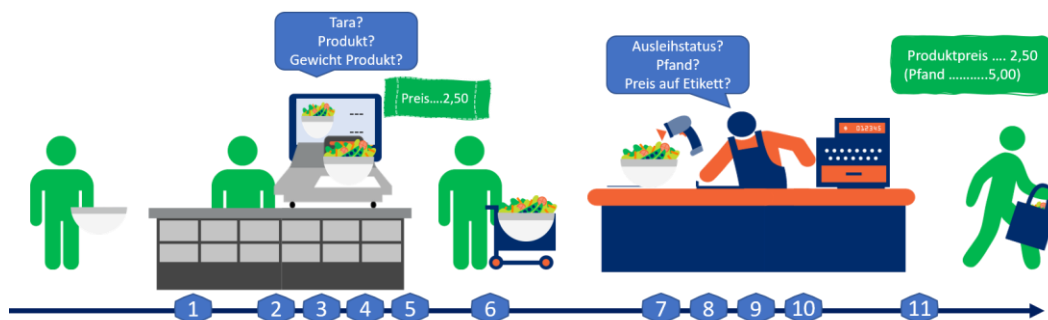 Tara?
Produkt?
Gewicht Produkt?
Preis....2,50
Ausleihstatus?
Pfand?
Preis auf Etikett?
012345
Produktpreis .... 2,50
(Pfand ...........5,00)
1 2 3 4 5 6 7 8 9 10 11